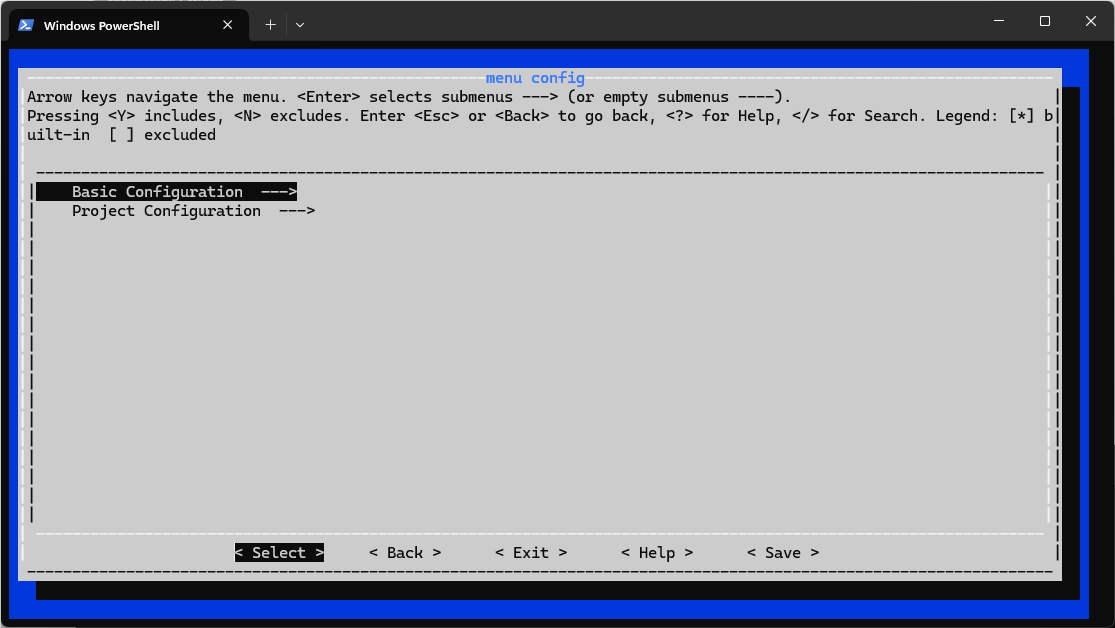 Windows PowerShell
menu config
Arrow keys navigate the menu. <Enter> selects submenus ---> (or empty submenus ----).
Pressing <Y> includes, <N> excludes. Enter <Esc> or <Back> to go back, <?> for Help, </> for Search. Legend: [*] b
uilt-in  [ ] excluded
Basic Configuration  --->
Project Configuration  --->
< Select >    < Back >    < Exit >    < Help >    < Save >